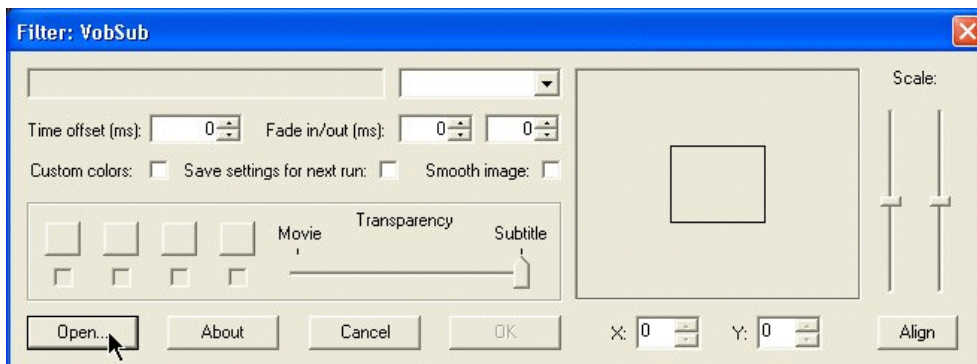 Filter: VobSub
Scale:
Time offset (ms): 0 Fade in/out (ms): 0 0
Custom colors: Save settings for next run: Smooth image:
Transparency
Movie Subtitle
Open... About Cancel OK X: 0 Y: 0 Align